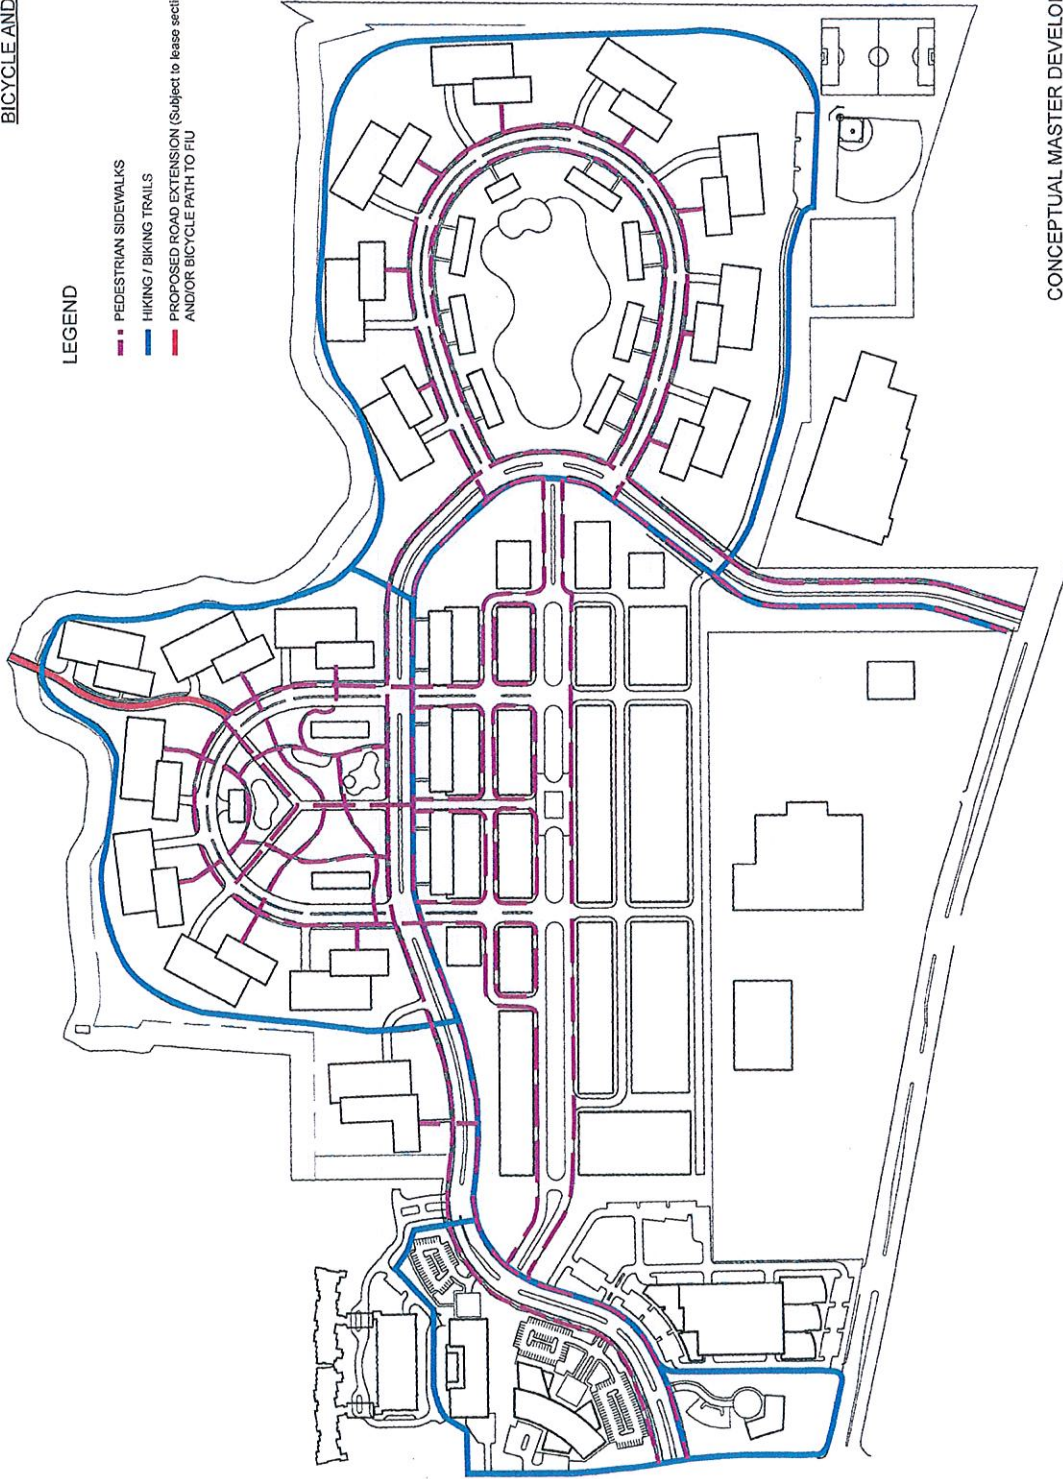 BICYCLE AND
LEGEND
PEDESTRIAN SIDEWALKS
HIKING / BIKING TRAILS
PROPOSED ROAD EXTENSION (Subject to lease secti
AND/OR BICYCLE PATH TO FIU
CONCEPTUAL MASTER DEVELO